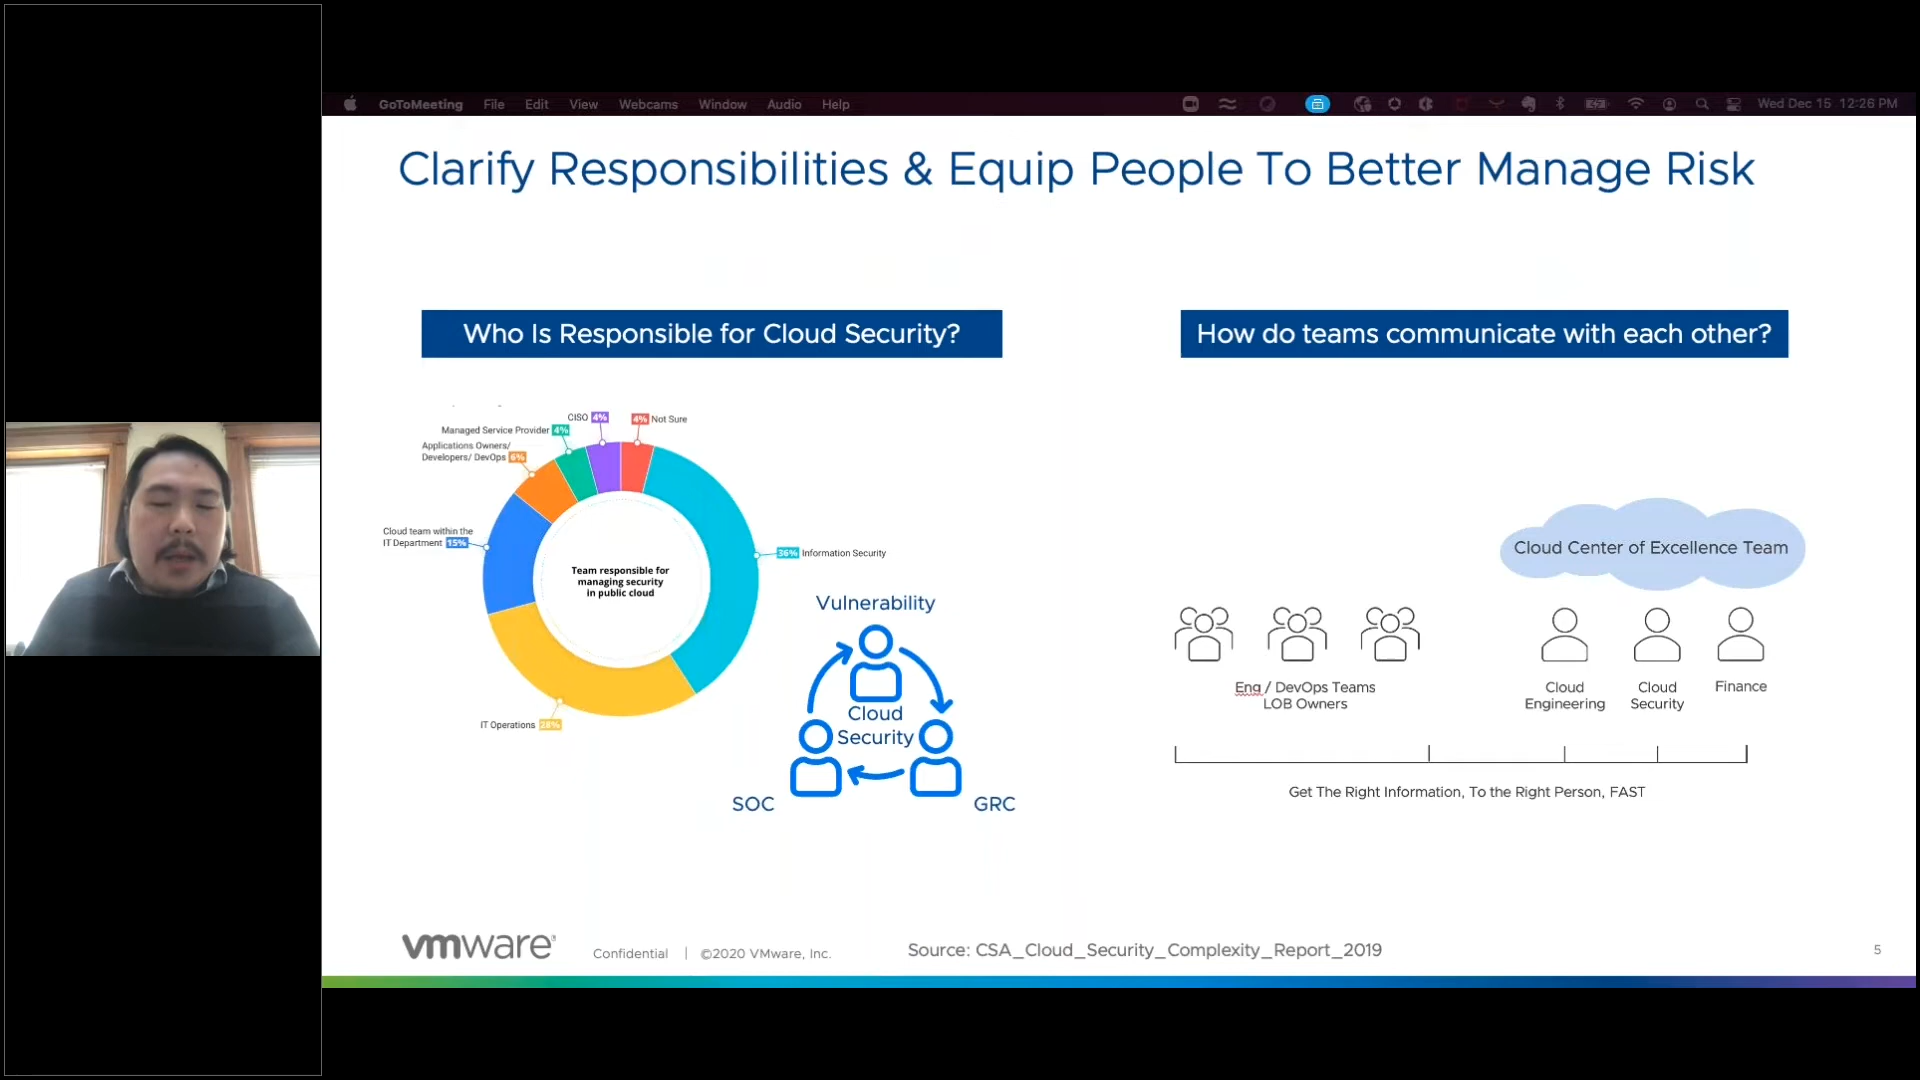 GoToMeeting File Edit View Webcams Window Audio Help Wed Dec 15 12:26 PM
Clarify Responsibilities & Equip People To Better Manage Risk
Who Is Responsible for Cloud Security?
CISO 4%
4% Not Sure
Managed Service Provider 4%
Applications Owners/
Developers/ DevOps 6%
Cloud team within the
IT Department 15%
36% Information Security
Team responsible for
managing security
in public cloud
IT Operations 28%
Vulnerability
Cloud
Security
SOC
GRC
How do teams communicate with each other?
Cloud Center of Excellence Team
Eng / DevOps Teams
LOB Owners
Cloud
Engineering
Cloud
Security
Finance
Get The Right Information, To the Right Person, FAST
vmware
Confidential | ©2020 VMware, Inc.
Source: CSA_Cloud_Security_Complexity_Report_2019
5